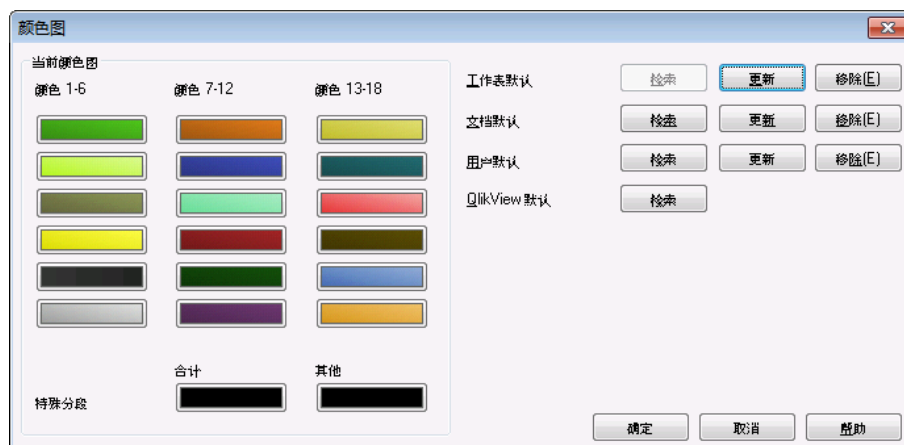 颜色图
当前颜色图
颜色 1-6 颜色 7-12 颜色 13-18
合计 其他
特殊分段
工作表默认 检索 更新 移除(E)
文档默认 检索 更新 移除(E)
用户默认 检索 更新 移除(E)
QlikView 默认 检索
确定 取消 帮助